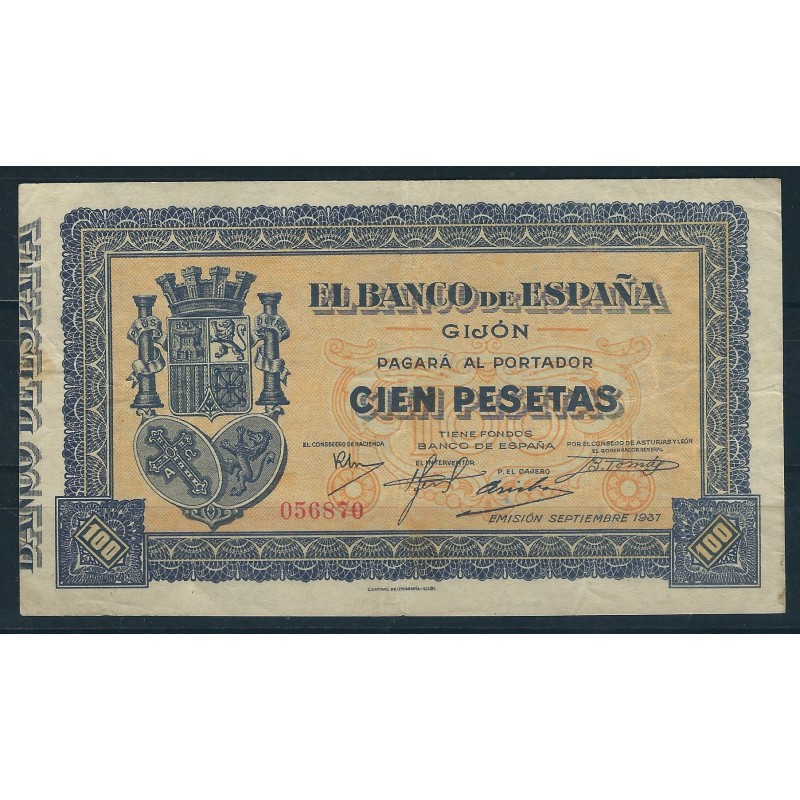 BANCO DE ESPAÑA
EL BANCO DE ESPAÑA
GIJÓN
PAGARÁ AL PORTADOR
CIEN PESETAS
TIENE FONDOS
BANCO DE ESPAÑA
EL CONSEJERO DE HACIENDA
EL INTERVENTOR
P. EL CAJERO
POR EL CONSEJO DE ASTURIAS Y LEÓN
EL GOBERNADOR GENERAL
B. Tomás
056870
EMISIÓN SEPTIEMBRE 1937
100
100